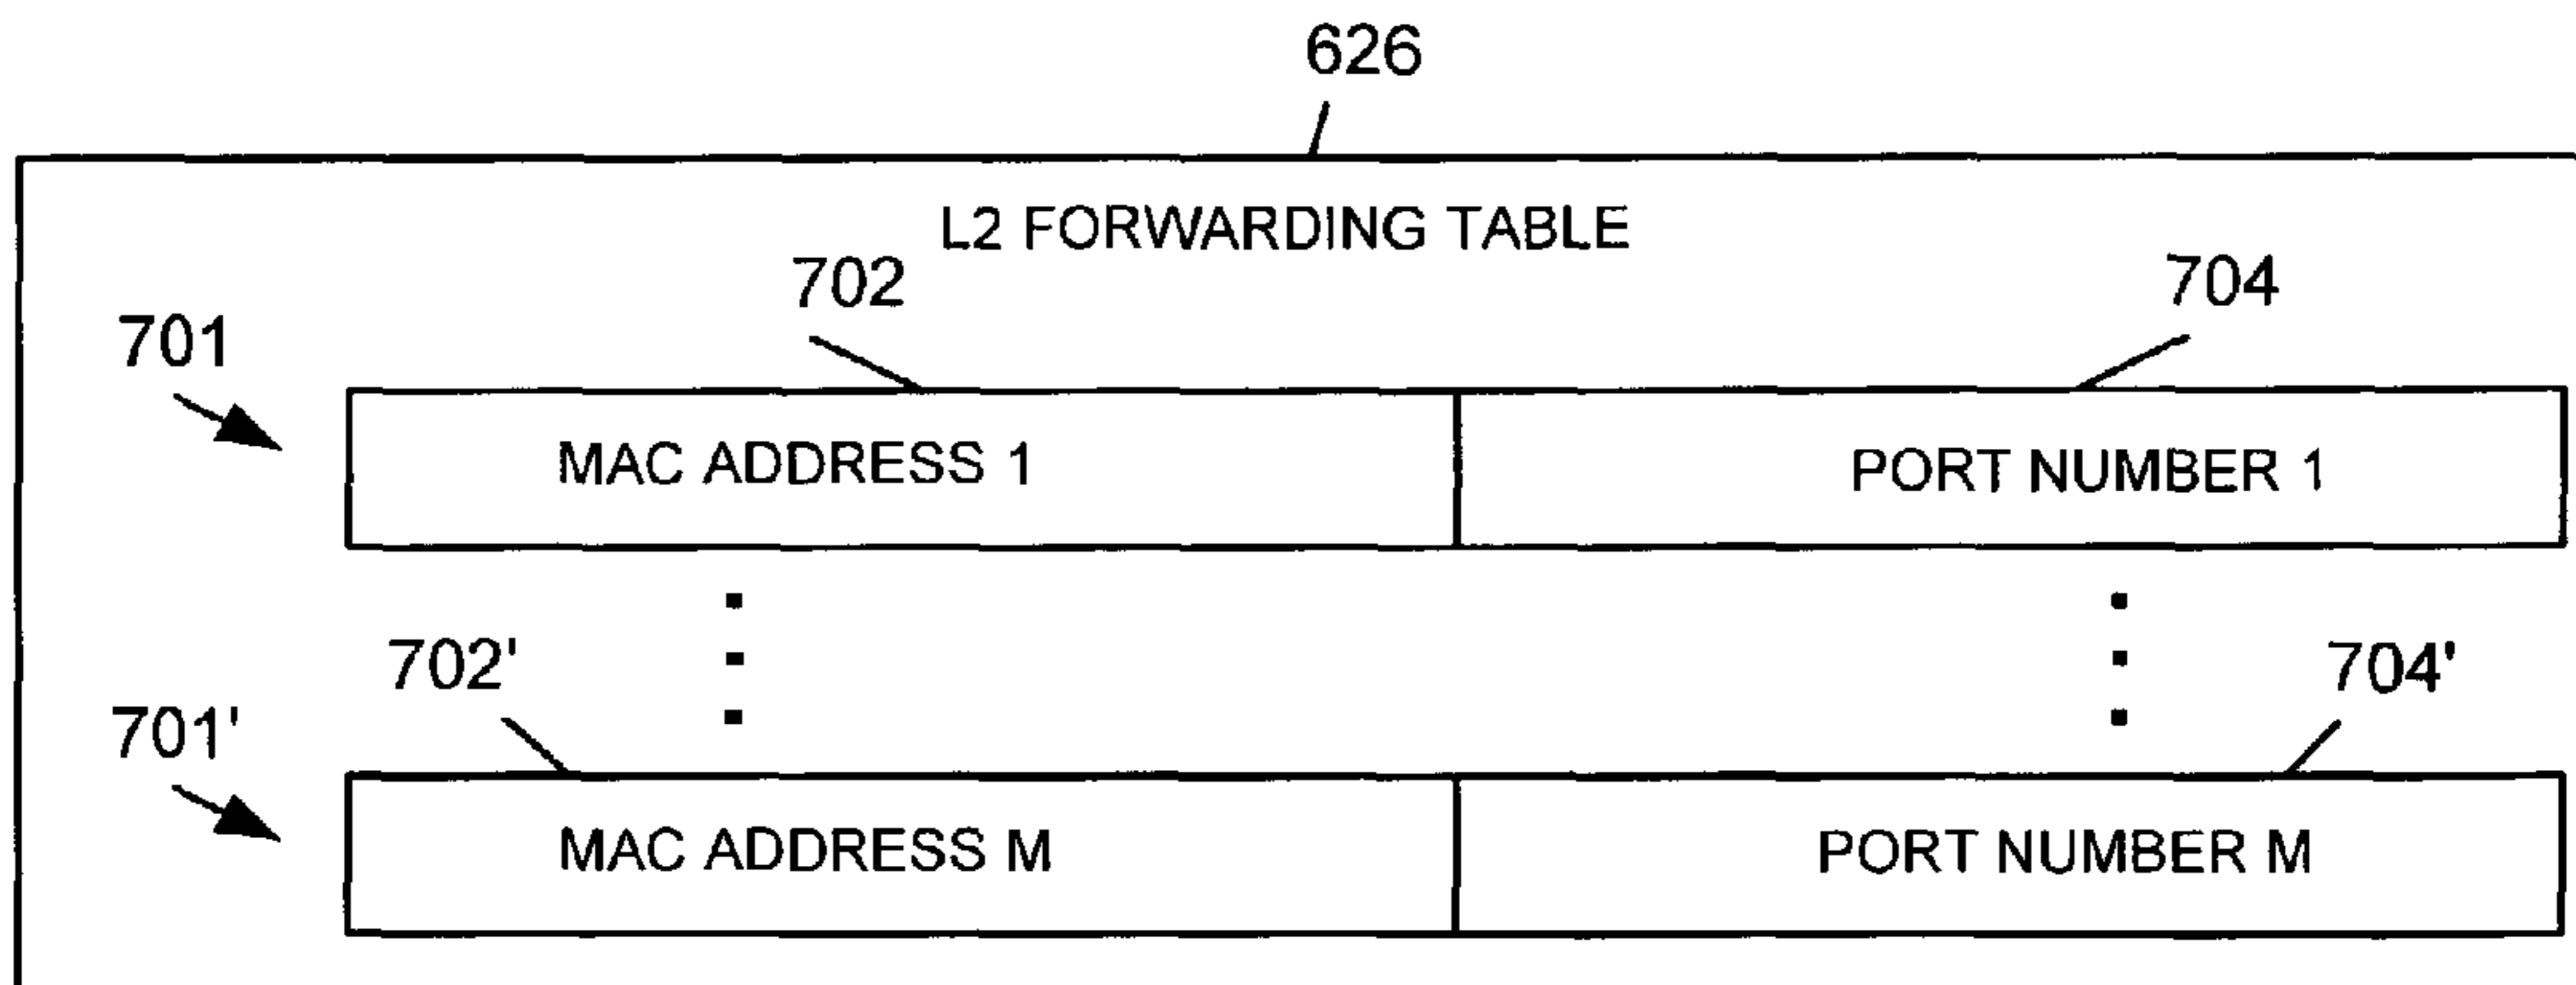 626
L2 FORWARDING TABLE
702
704
701
MAC ADDRESS 1
PORT NUMBER 1
702'
704'
701'
MAC ADDRESS M
PORT NUMBER M